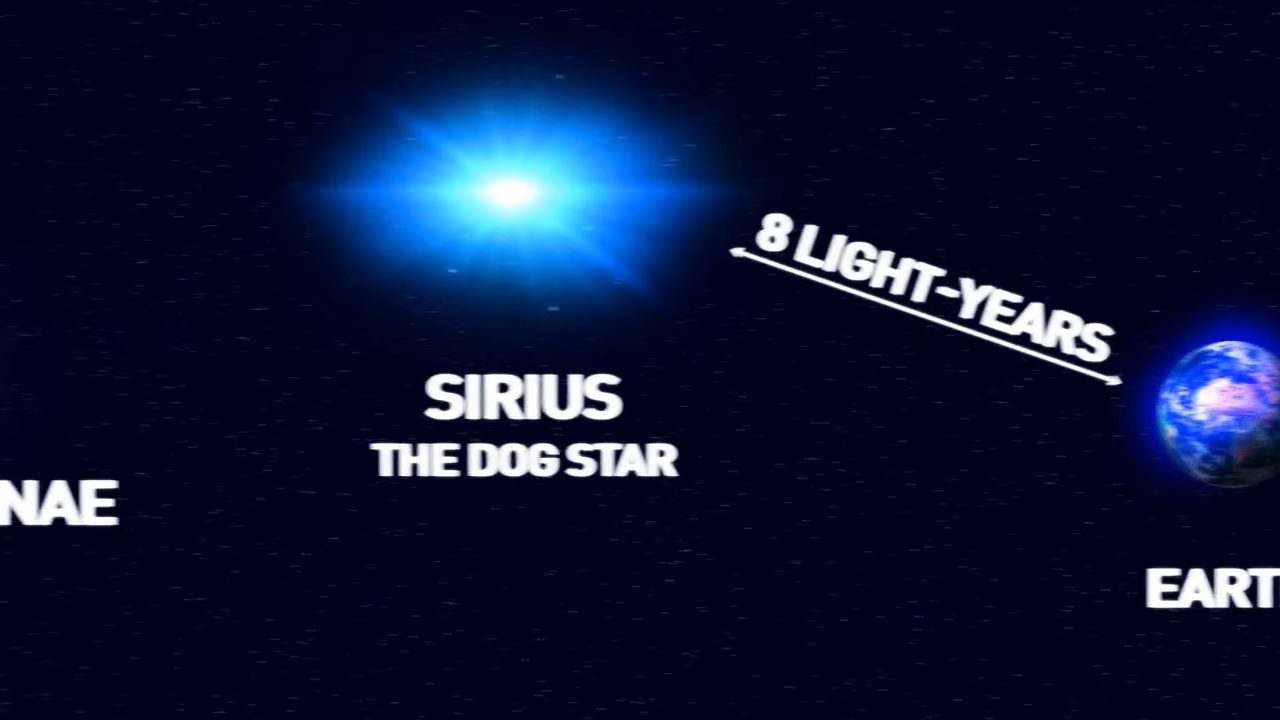 8 LIGHT-YEARS
SIRIUS
THE DOG STAR
NAE
EART